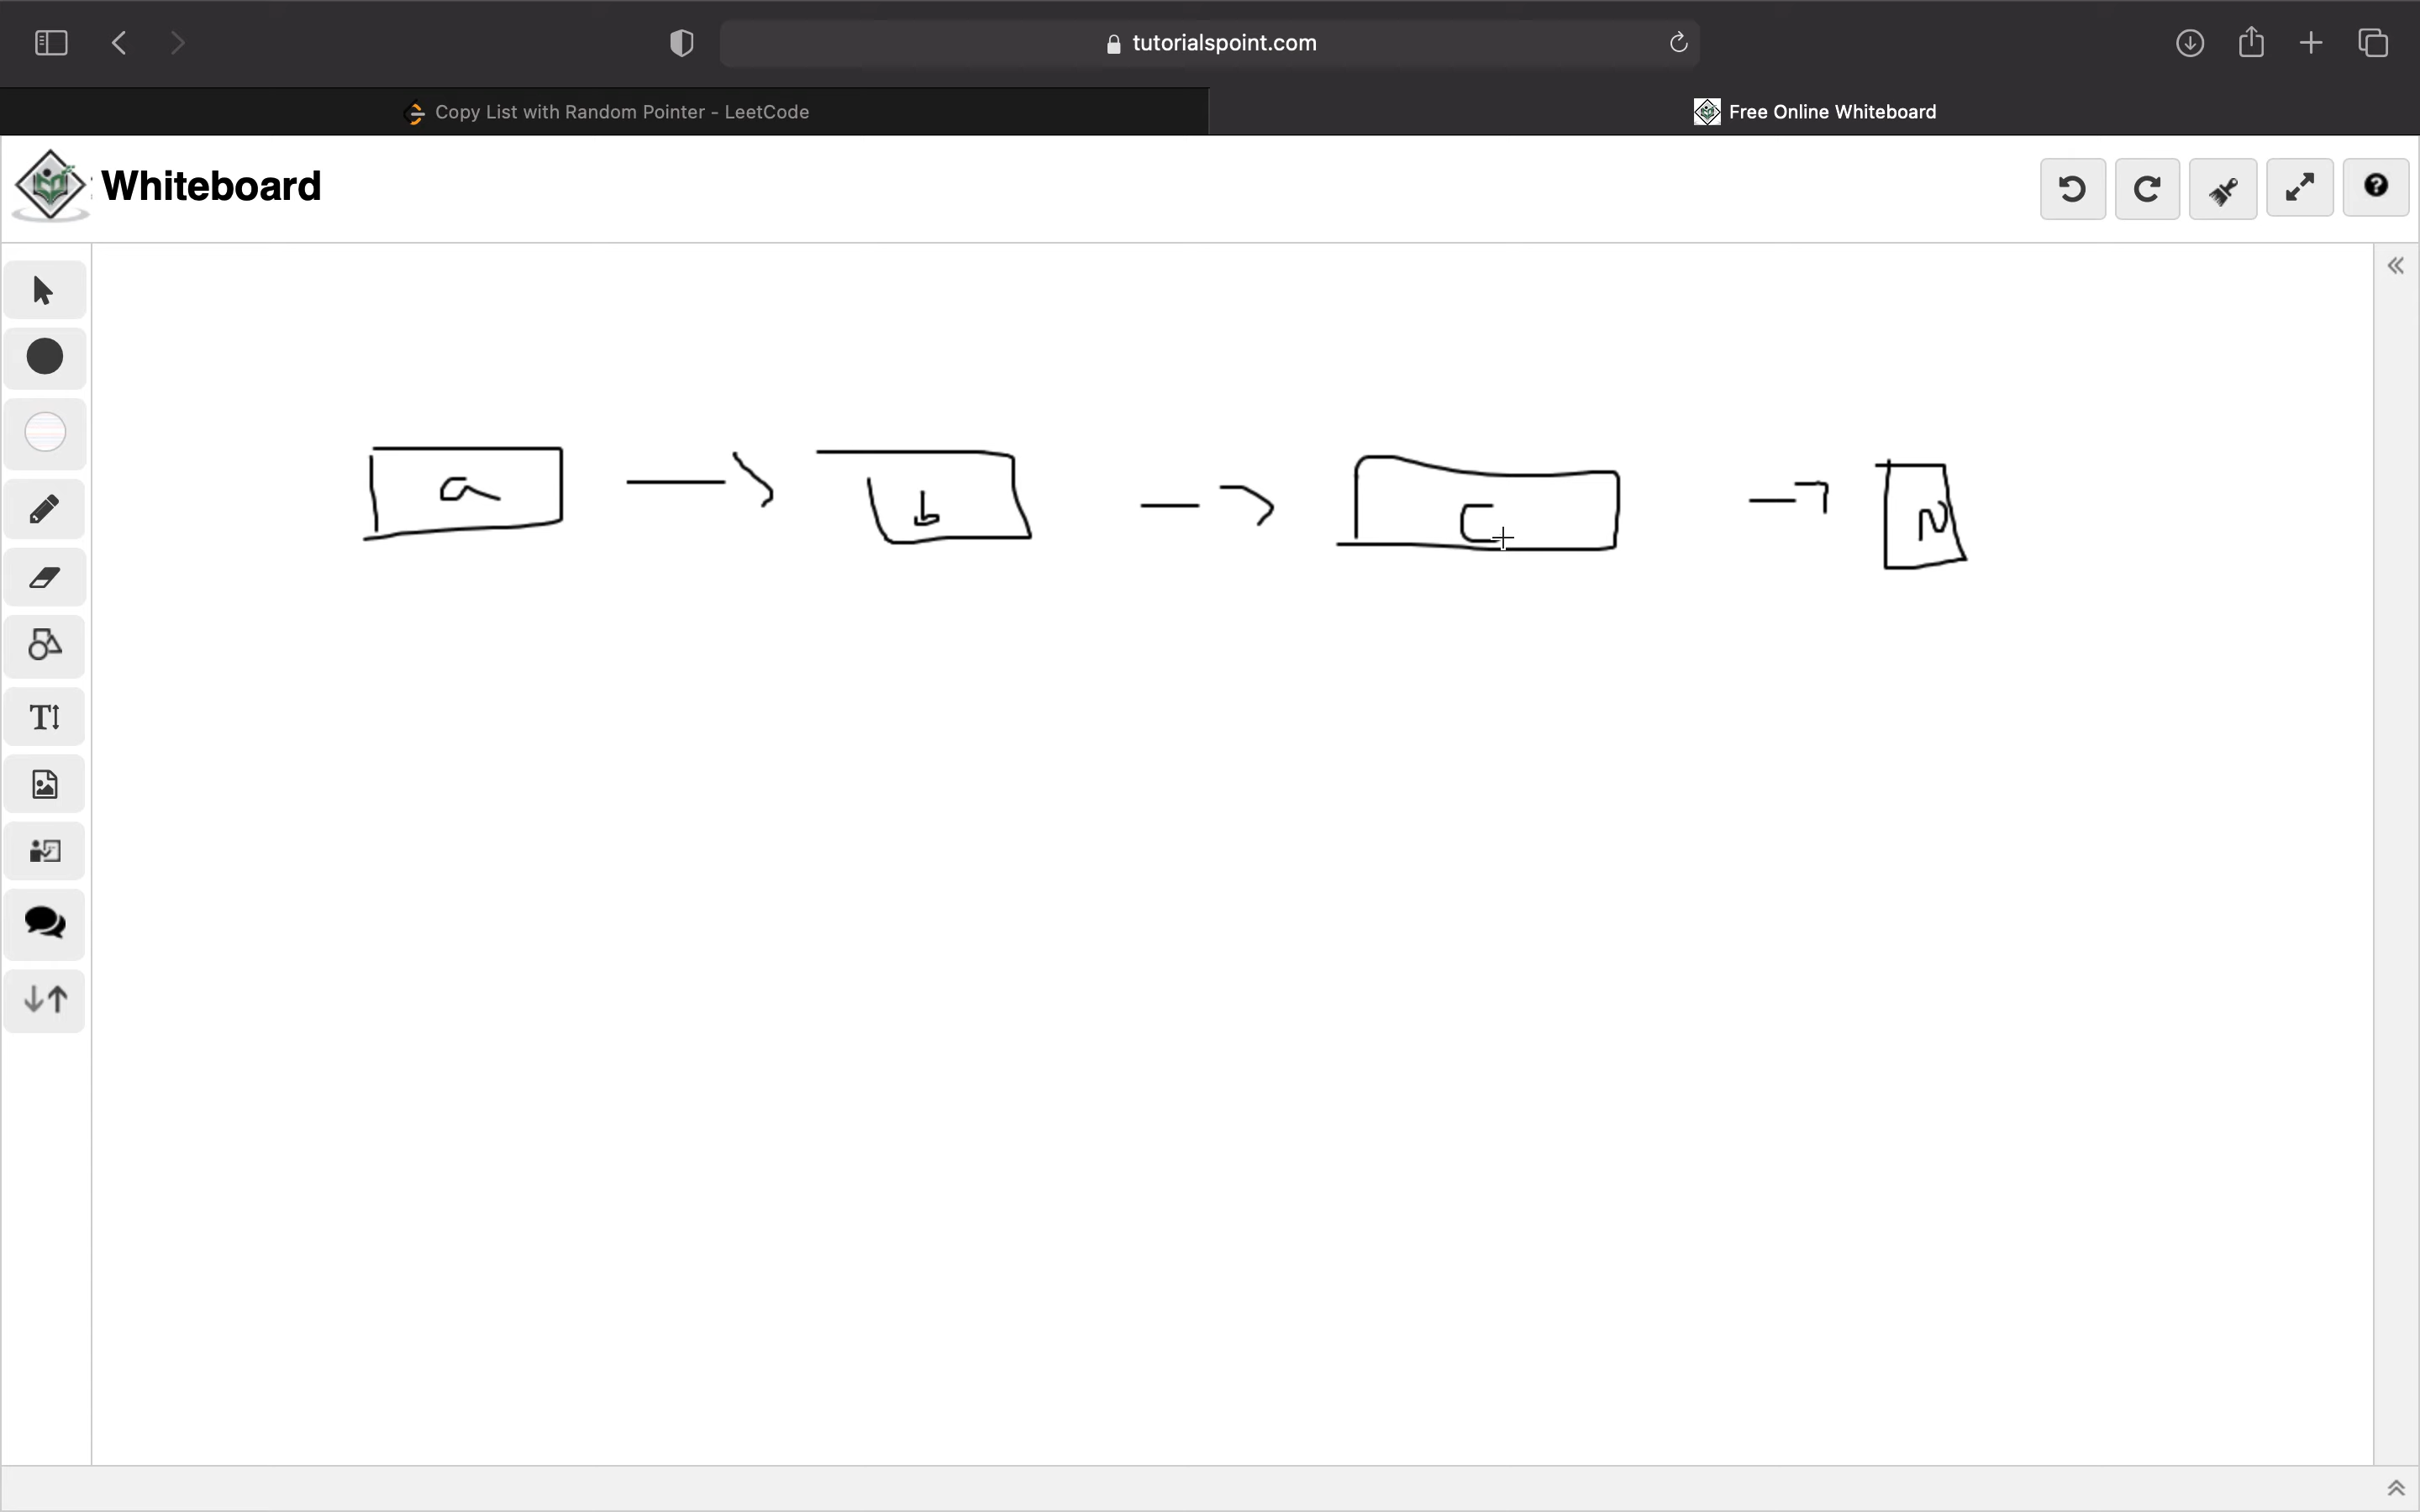 tutorialspoint.com
Copy List with Random Pointer - LeetCode
Free Online Whiteboard
Whiteboard
a → b → C → N